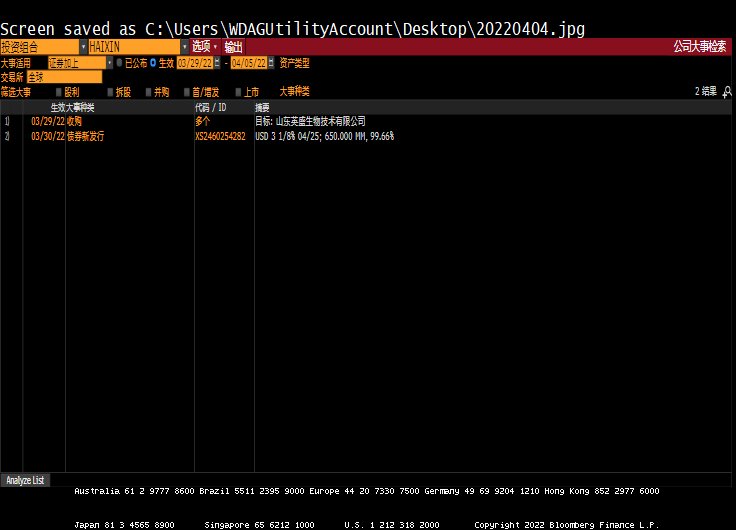 Screen saved as C:\Users\WDAGUtilityAccount\Desktop\20220404.jpg
投资组合 HAIXIN 选项 输出 公司大事检索
大事适用 证券加上 已公布 生效 03/29/22 - 04/05/22 资产类型
交易所 全球
筛选大事 股利 拆股 并购 首/增发 上市 大事种类 2 结果
生效 大事种类 代码 / ID 摘要
1) 03/29/22 收购 多个 目标: 山东英盛生物技术有限公司
2) 03/30/22 债券新发行 XS2460254282 USD 3 1/8% 04/25; 650.000 MM, 99.66%
Analyze List
Australia 61 2 9777 8600 Brazil 5511 2395 9000 Europe 44 20 7330 7500 Germany 49 69 9204 1210 Hong Kong 852 2977 6000
Japan 81 3 4565 8900 Singapore 65 6212 1000 U.S. 1 212 318 2000 Copyright 2022 Bloomberg Finance L.P.